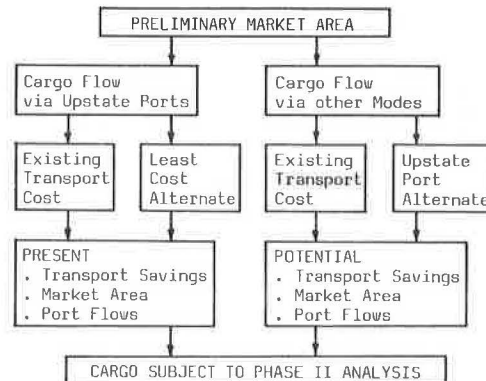 PRELIMINARY MARKET AREA
Cargo Flow
via Upstate Ports
Cargo Flow
via other Modes
Existing
Transport
Cost
Least
Cost
Alternate
Existing
Transport
Cost
Upstate
Port
Alternate
PRESENT
. Transport Savings
. Market Area
. Port Flows
POTENTIAL
. Transport Savings
. Market Area
. Port Flows
CARGO SUBJECT TO PHASE II ANALYSIS